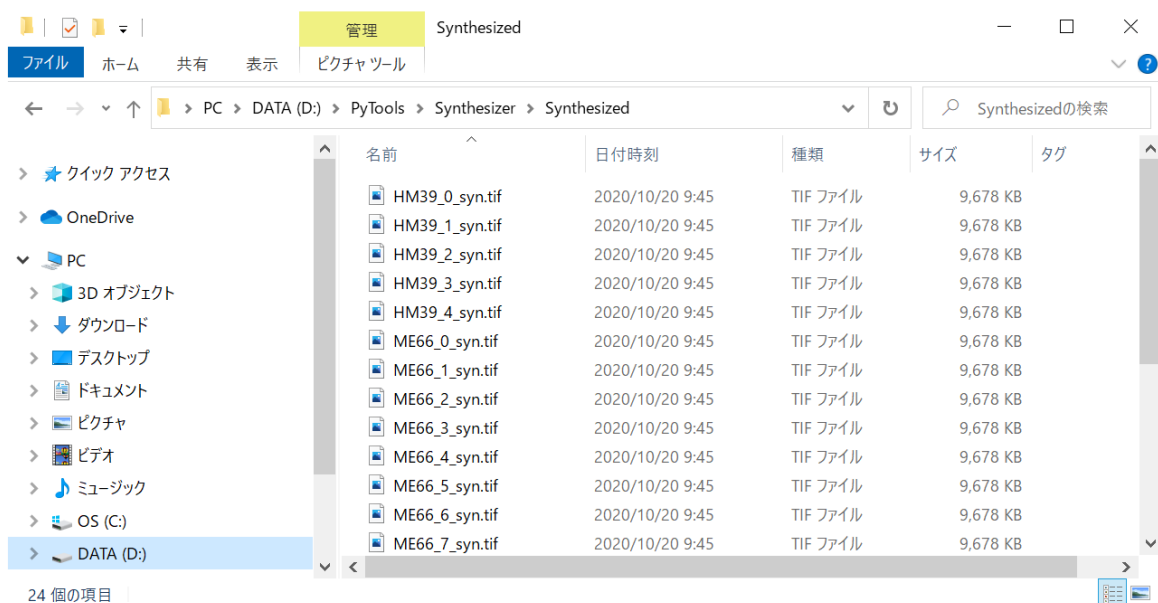 管理 Synthesized
ファイル ホーム 共有 表示 ピクチャ ツール
PC DATA (D:) PyTools Synthesizer Synthesized Synthesizedの検索
クイック アクセス
OneDrive
PC
3D オブジェクト
ダウンロード
デスクトップ
ドキュメント
ピクチャ
ビデオ
ミュージック
OS (C:)
DATA (D:)
名前 日付時刻 種類 サイズ タグ
HM39_0_syn.tif 2020/10/20 9:45 TIF ファイル 9,678 KB
HM39_1_syn.tif 2020/10/20 9:45 TIF ファイル 9,678 KB
HM39_2_syn.tif 2020/10/20 9:45 TIF ファイル 9,678 KB
HM39_3_syn.tif 2020/10/20 9:45 TIF ファイル 9,678 KB
HM39_4_syn.tif 2020/10/20 9:45 TIF ファイル 9,678 KB
ME66_0_syn.tif 2020/10/20 9:45 TIF ファイル 9,678 KB
ME66_1_syn.tif 2020/10/20 9:45 TIF ファイル 9,678 KB
ME66_2_syn.tif 2020/10/20 9:45 TIF ファイル 9,678 KB
ME66_3_syn.tif 2020/10/20 9:45 TIF ファイル 9,678 KB
ME66_4_syn.tif 2020/10/20 9:45 TIF ファイル 9,678 KB
ME66_5_syn.tif 2020/10/20 9:45 TIF ファイル 9,678 KB
ME66_6_syn.tif 2020/10/20 9:45 TIF ファイル 9,678 KB
ME66_7_syn.tif 2020/10/20 9:45 TIF ファイル 9,678 KB
24 個の項目